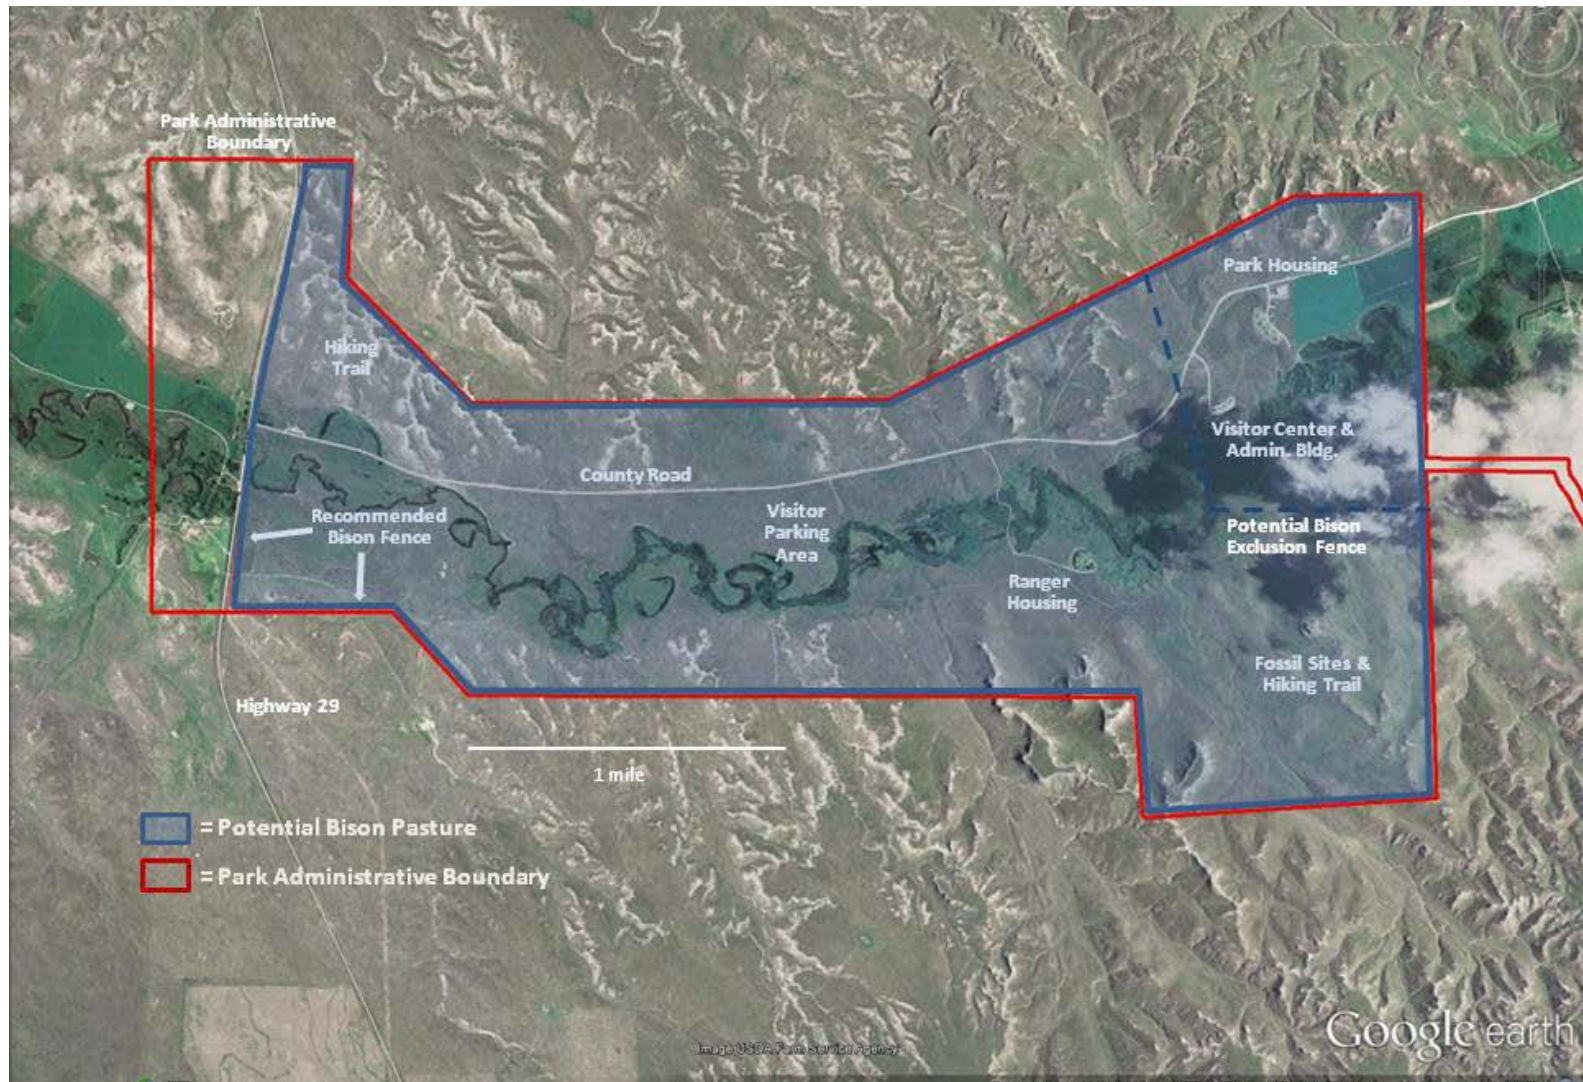 Park Administrative
Boundary
Park Housing
Hiking
Trail
Visitor Center &
Admin. Bldg.
County Road
Recommended
Bison Fence
Visitor
Parking
Area
Potential Bison
Exclusion Fence
Ranger
Housing
Fossil Sites &
Hiking Trail
Highway 29
1 mile
= Potential Bison Pasture
= Park Administrative Boundary
Google earth
Image USDA Farm Service Agency